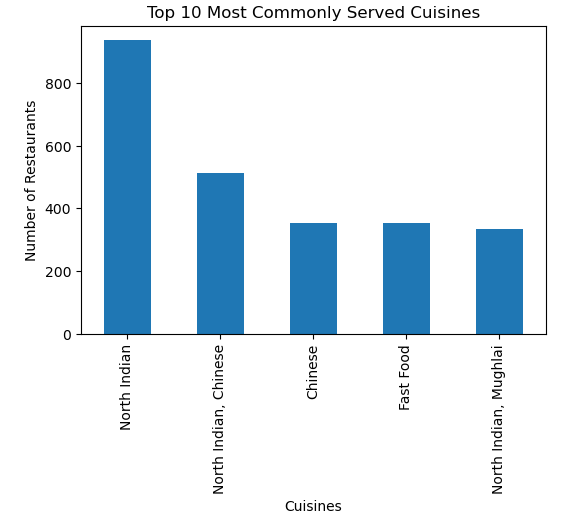 Top 10 Most Commonly Served Cuisines
Number of Restaurants
800
600
400
200
0
North Indian
North Indian, Chinese
Chinese
Fast Food
North Indian, Mughlai
Cuisines